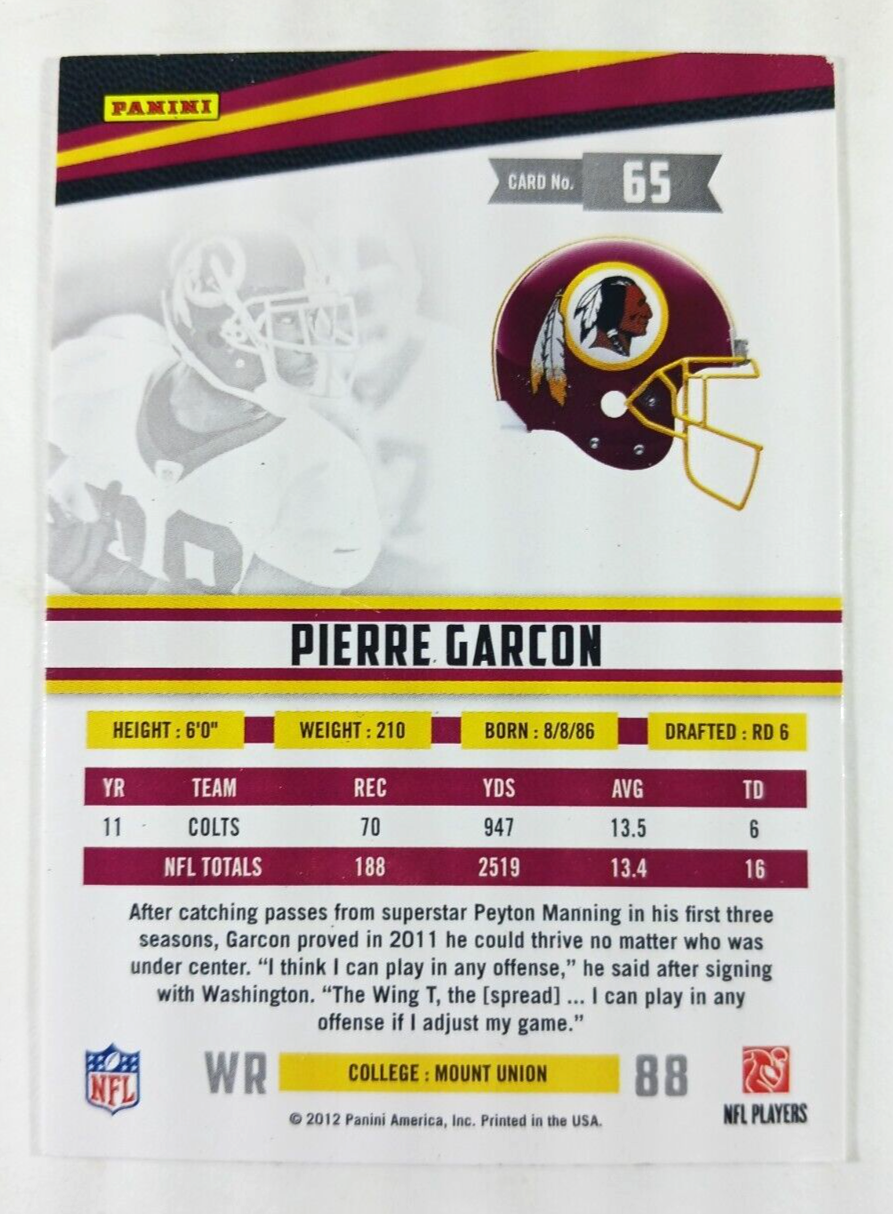 PANINI
CARD No. 65
PIERRE GARCON
HEIGHT : 6'0" WEIGHT : 210 BORN : 8/8/86 DRAFTED : RD 6
YR TEAM REC YDS AVG TD
11 COLTS 70 947 13.5 6
NFL TOTALS 188 2519 13.4 16
After catching passes from superstar Peyton Manning in his first three
seasons, Garcon proved in 2011 he could thrive no matter who was
under center. “I think I can play in any offense,” he said after signing
with Washington. “The Wing T, the [spread] ... I can play in any
offense if I adjust my game.”
NFL WR COLLEGE : MOUNT UNION 88
NFL PLAYERS
© 2012 Panini America, Inc. Printed in the USA.